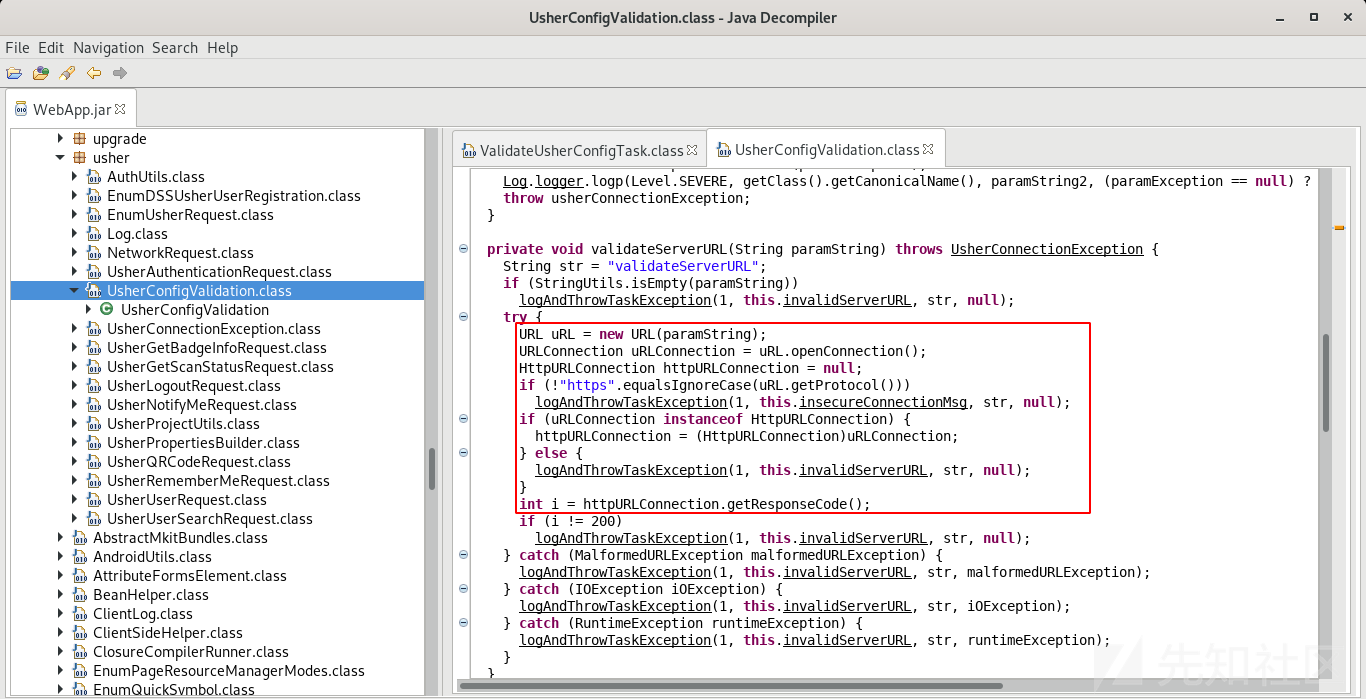 UsherConfigValidation.class - Java Decompiler
File Edit Navigation Search Help
WebApp.jar
upgrade
usher
AuthUtils.class
EnumDSSUsherUserRegistration.class
EnumUsherRequest.class
Log.class
NetworkRequest.class
UsherAuthenticationRequest.class
UsherConfigValidation.class
UsherConfigValidation
UsherConnectionException.class
UsherGetBadgeInfoRequest.class
UsherGetScanStatusRequest.class
UsherLogoutRequest.class
UsherNotifyMeRequest.class
UsherProjectUtils.class
UsherPropertiesBuilder.class
UsherQRCodeRequest.class
UsherRememberMeRequest.class
UsherUserRequest.class
UsherUserSearchRequest.class
AbstractMkitBundles.class
AndroidUtils.class
AttributeFormsElement.class
BeanHelper.class
ClientLog.class
ClientSideHelper.class
ClosureCompilerRunner.class
EnumPageResourceManagerModes.class
EnumQuickSymbol.class
ValidateUsherConfigTask.class
UsherConfigValidation.class
Log.logger.logp(Level.SEVERE, getClass().getCanonicalName(), paramString2, (paramException == null) ?
throw usherConnectionException;
}
private void validateServerURL(String paramString) throws UsherConnectionException {
String str = "validateServerURL";
if (StringUtils.isEmpty(paramString))
logAndThrowTaskException(1, this.invalidServerURL, str, null);
try {
URL uRL = new URL(paramString);
URLConnection uRLConnection = uRL.openConnection();
HttpURLConnection httpURLConnection = null;
if (!"https".equalsIgnoreCase(uRL.getProtocol()))
logAndThrowTaskException(1, this.insecureConnectionMsg, str, null);
if (uRLConnection instanceof HttpURLConnection) {
httpURLConnection = (HttpURLConnection)uRLConnection;
} else {
logAndThrowTaskException(1, this.invalidServerURL, str, null);
}
int i = httpURLConnection.getResponseCode();
if (i != 200)
logAndThrowTaskException(1, this.invalidServerURL, str, null);
} catch (MalformedURLException malformedURLException) {
logAndThrowTaskException(1, this.invalidServerURL, str, malformedURLException);
} catch (IOException iOException) {
logAndThrowTaskException(1, this.invalidServerURL, str, iOException);
} catch (RuntimeException runtimeException) {
logAndThrowTaskException(1, this.invalidServerURL, str, runtimeException);
}
}
先知社区